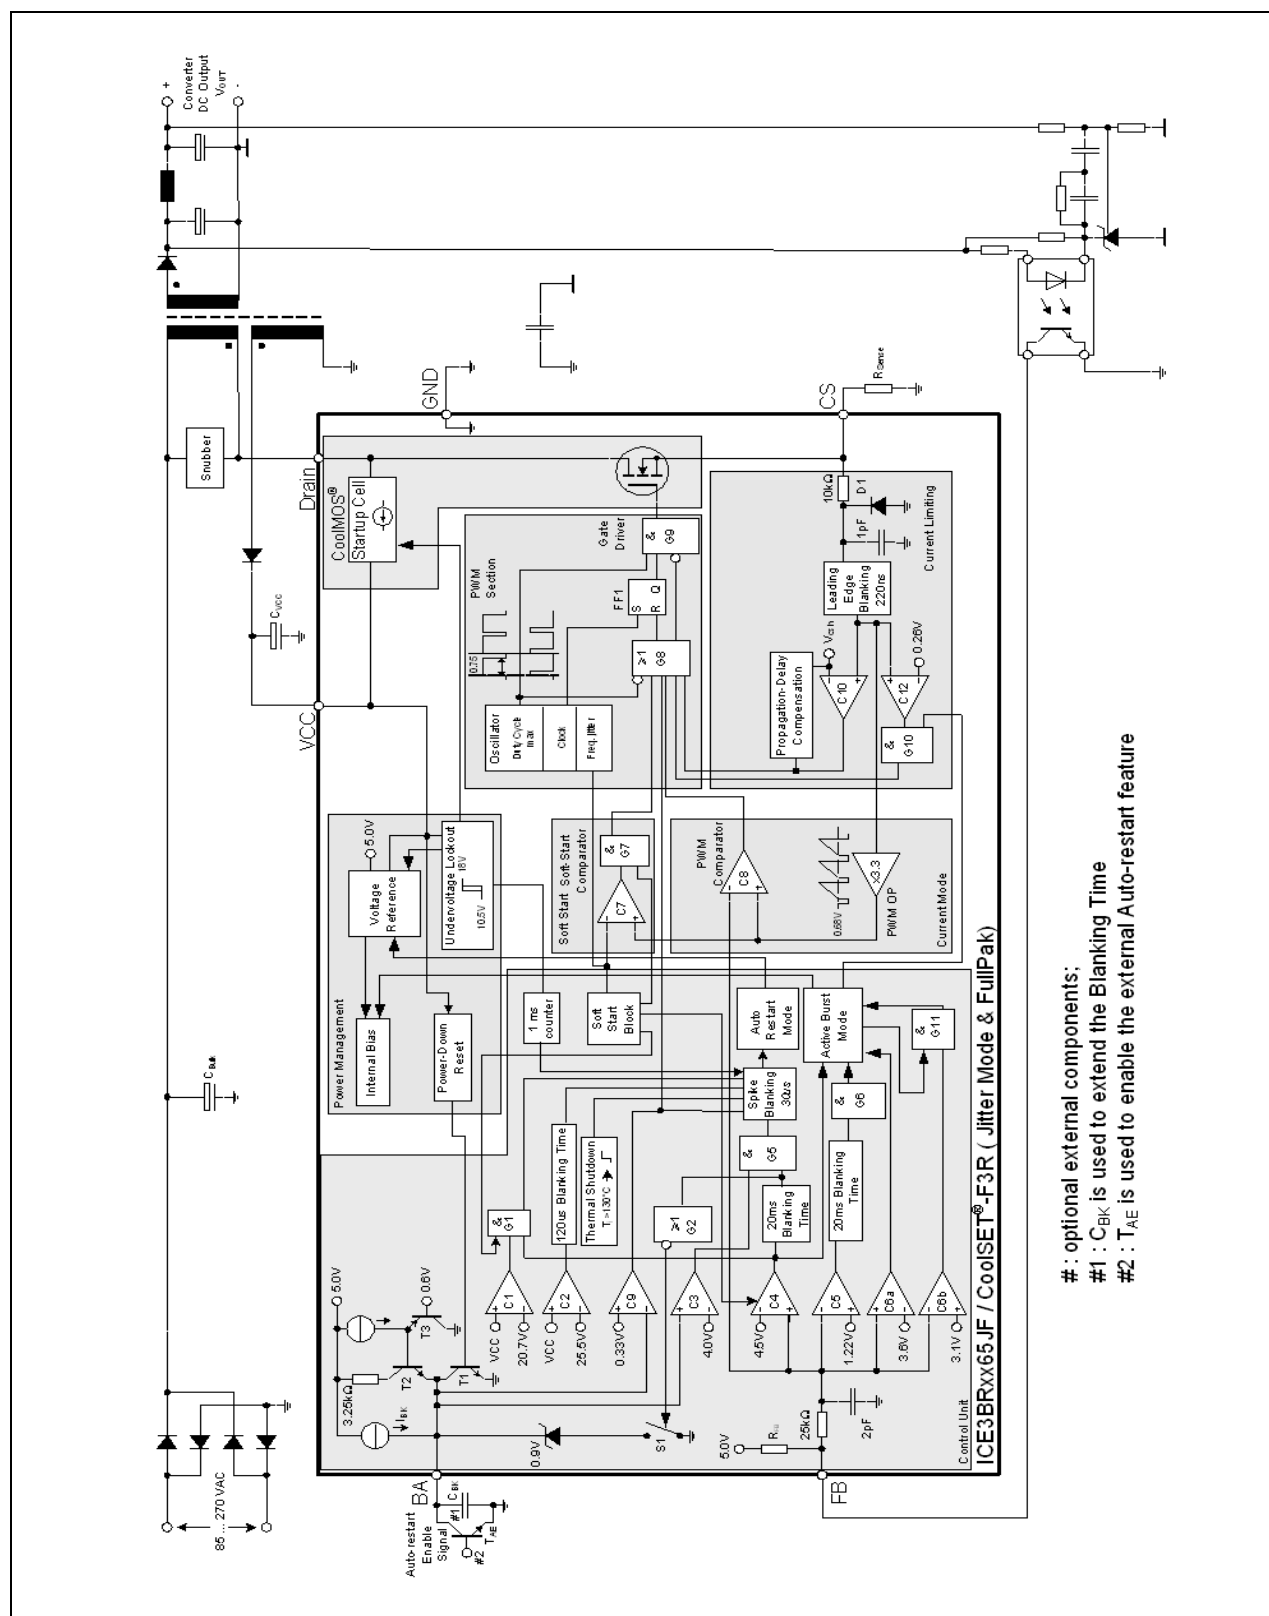 85 ... 270 VAC
C Bulk
Snubber
+
Converter
DC Output
VOUT
-
CVCC
VCC
Drain
GND
CS
RSense
CoolMOS®
Startup Cell
Power Management
Internal Bias
Voltage
Reference
5.0V
Power-Down
Reset
Undervoltage Lockout
18V
10.5V
PWM
Section
0.75
Oscillator
Duty Cycle
max
Clock
Freq. Jitter
FF1
S
R Q
≥1
G8
Gate
Driver
&
G9
1 ms
counter
Soft
Start
Block
Soft Start
Soft-Start
Comparator
C7
&
G7
5.0V
3.25kΩ
IBK
T2
T3
0.6V
T1
0.9V
S1
BA
#1
CBK
Auto-restart
Enable
Signal
#2
TAE
VCC
20.7V
C1
&
G1
VCC
25.5V
C2
120us Blanking Time
Thermal Shutdown
Tj >130°C
0.33V
C9
4.0V
C3
≥1
G2
4.5V
C4
20ms
Blanking
Time
&
G5
Spike
Blanking
30us
Auto
Restart
Mode
1.22V
C5
20ms Blanking
Time
&
G6
Active Burst
Mode
3.6V
C6a
3.1V
C6b
&
G11
PWM
Comparator
C8
0.68V
x3.3
PWM OP
Current Mode
Propagation-Delay
Compensation
Vcsth
C10
C12
0.26V
&
G10
Leading
Edge
Blanking
220ns
10kΩ
D1
1pF
Current Limiting
5.0V
25kΩ
2pF
FB
Control Unit
ICE3BRxx65JF / CoolSET®-F3R ( Jitter Mode & FullPak)
# : optional external components;
#1 : CBK is used to extend the Blanking Time
#2 : TAE is used to enable the external Auto-restart feature